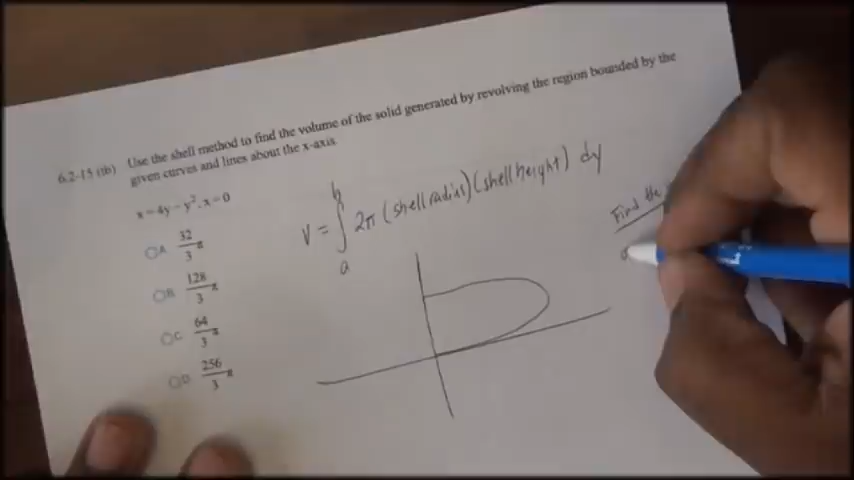 6.2-15 (tb) Use the shell method to find the volume of the solid generated by revolving the region bounded by the
given curves and lines about the x-axis
x = 4y - y², x = 0
A 32/3 π
B 128/3 π
C 64/3 π
D 256/3 π
V = ∫ₐᵇ 2π (shell radius) (shell height) dy
Find the